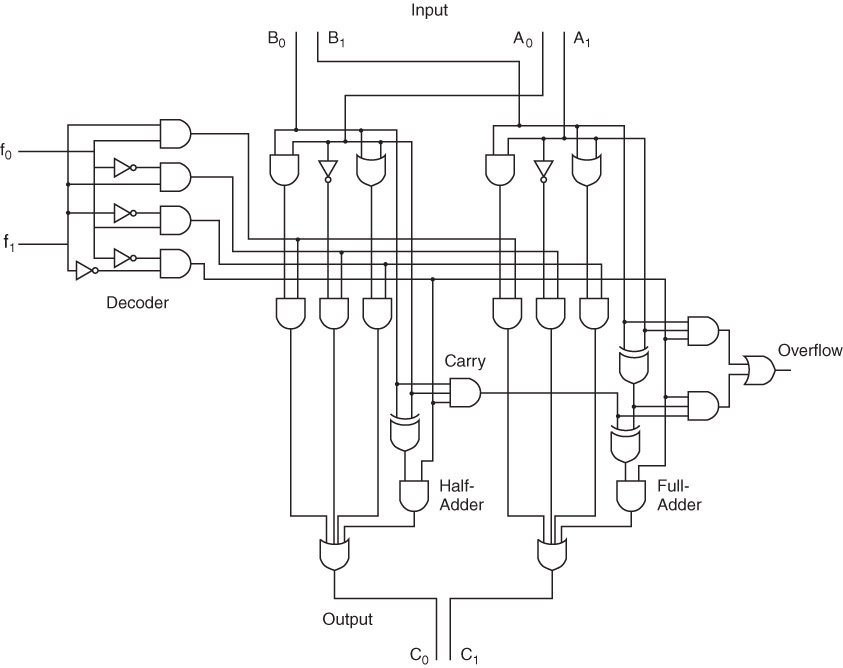 Input
B0 B1 A0 A1
f0
f1
Decoder
Overflow
Carry
Half-
Adder
Full-
Adder
Output
C0 C1